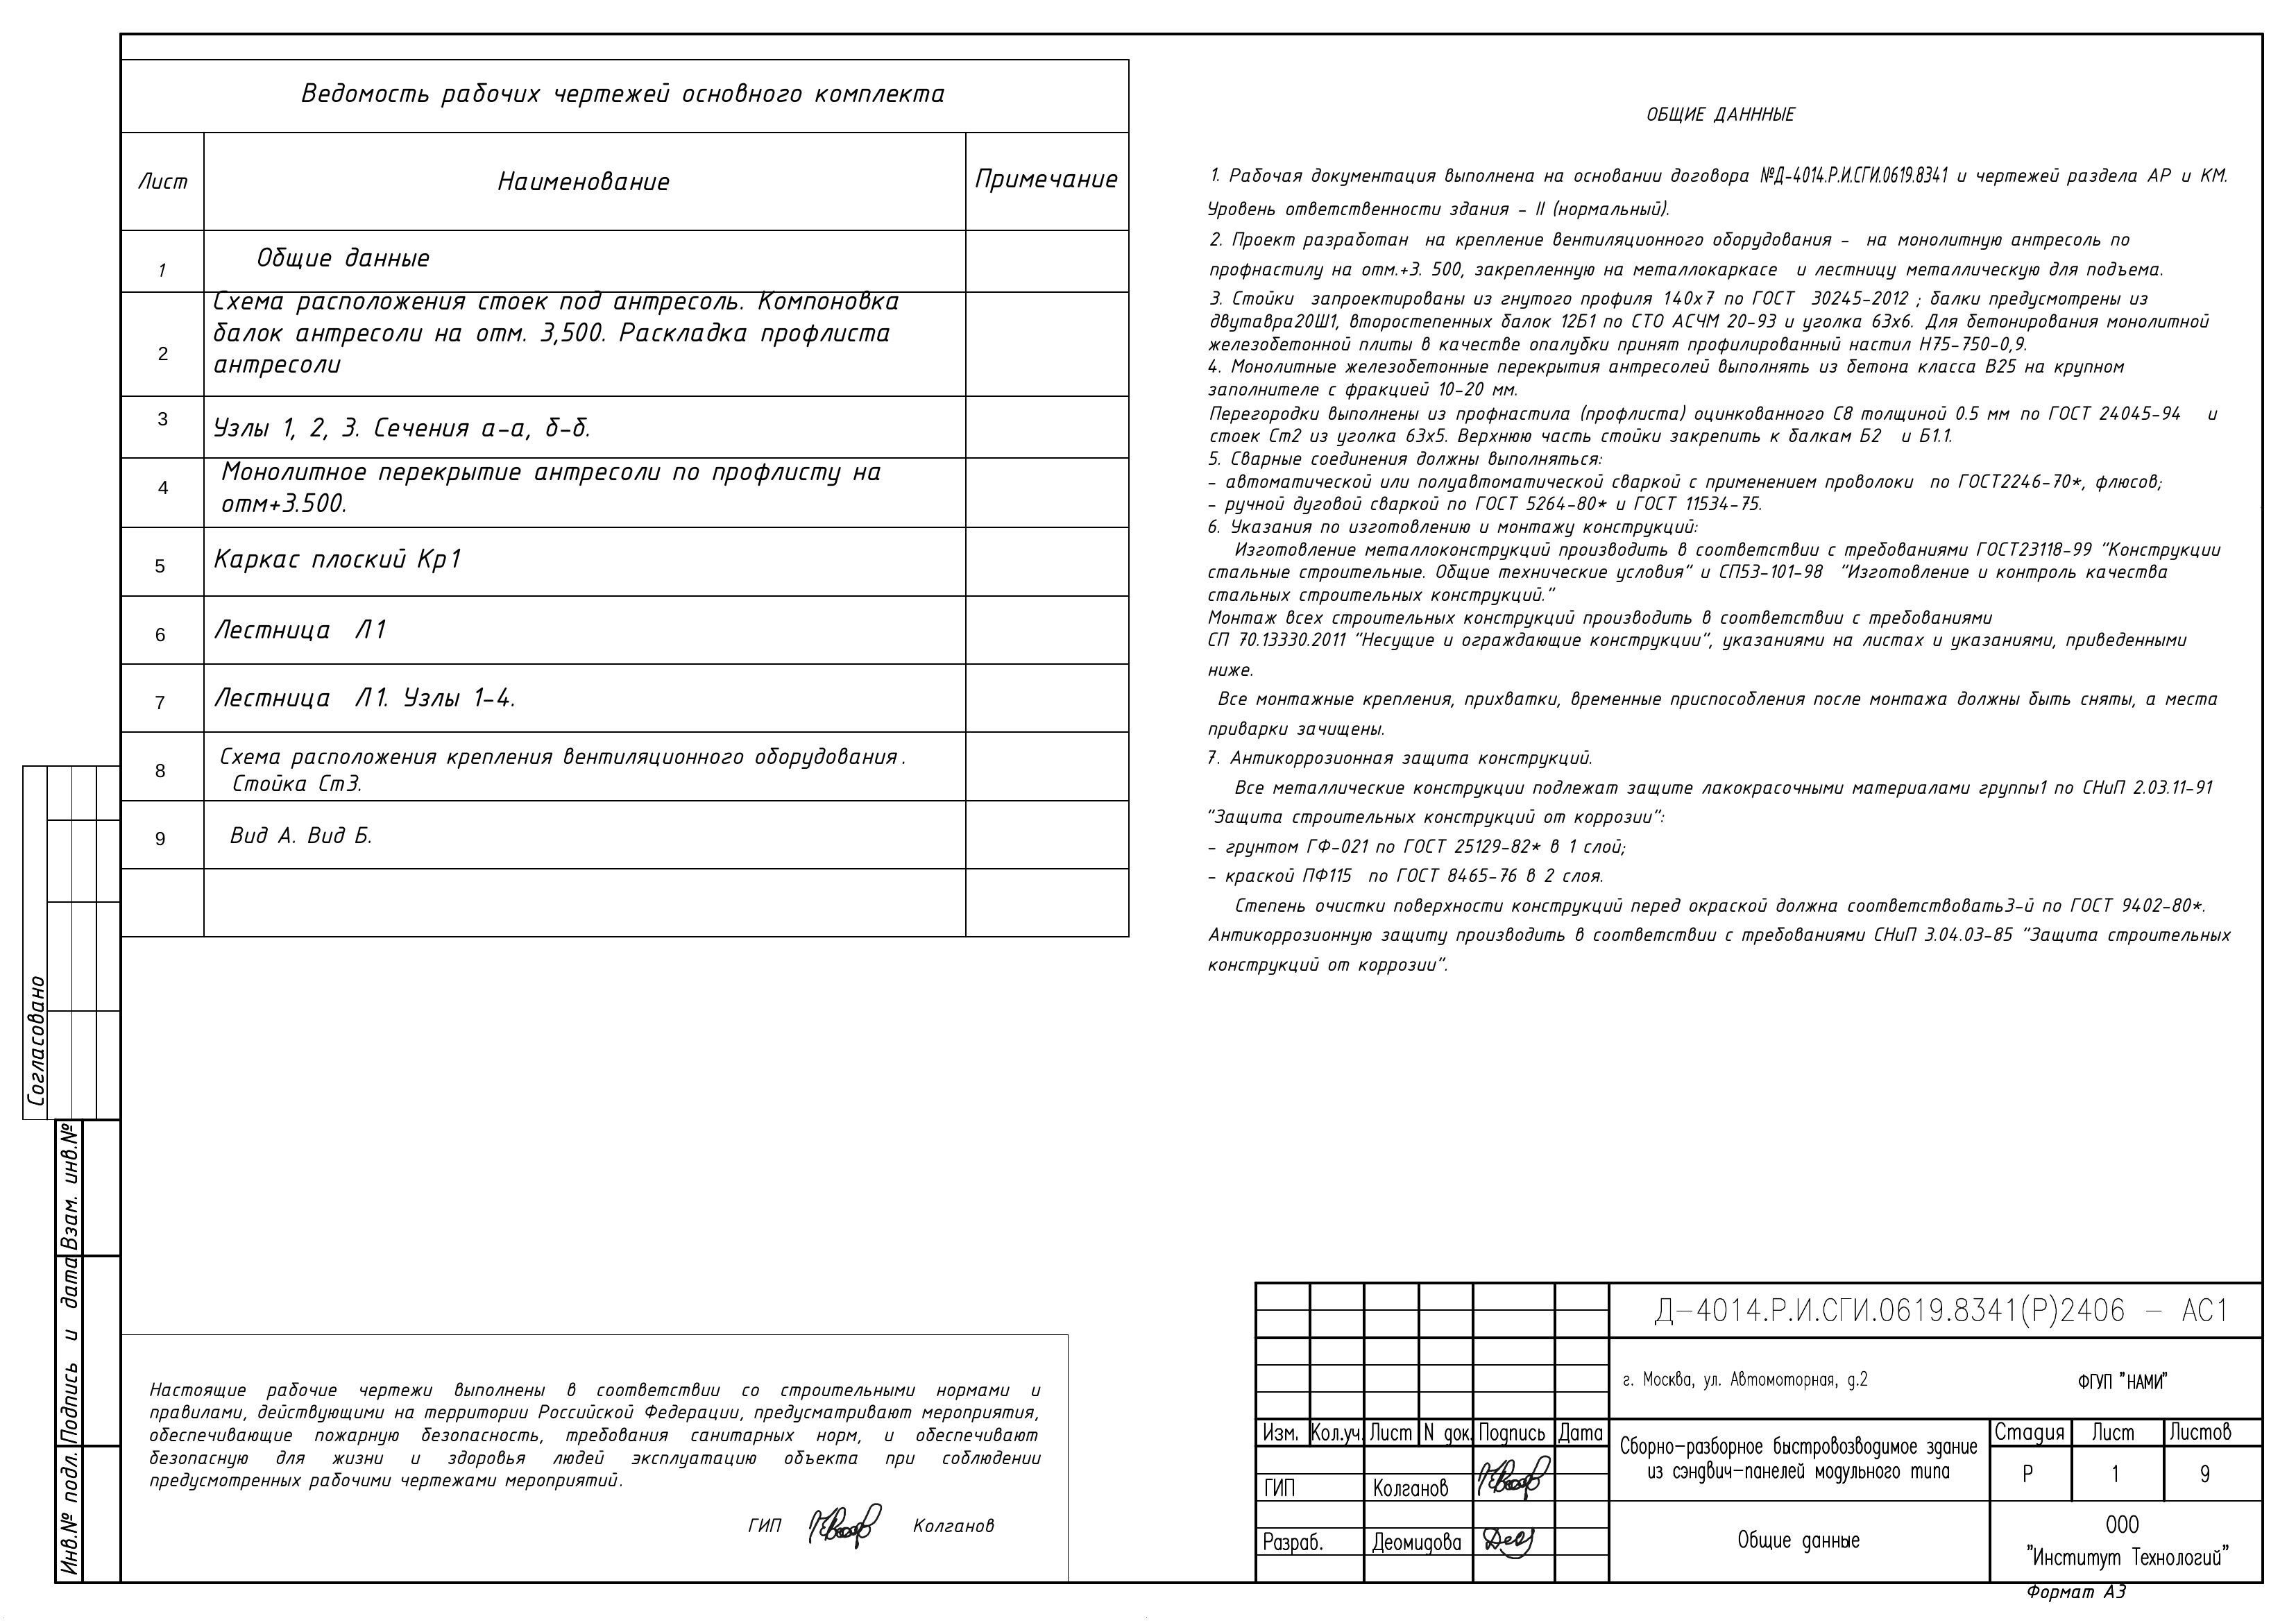 Ведомость рабочих чертежей основного комплекта
Лист Наименование Примечание
1 Общие данные
2 Схема расположения стоек под антресоль. Компоновка
балок антресоли на отм. 3,500. Раскладка профлиста
антресоли
3 Узлы 1, 2, 3. Сечения а-а, б-б.
4 Монолитное перекрытие антресоли по профлисту на
отм+3.500.
5 Каркас плоский Кр1
6 Лестница Л1
7 Лестница Л1. Узлы 1-4.
8 Схема расположения крепления вентиляционного оборудования.
Стойка Ст3.
9 Вид А. Вид Б.
ОБЩИЕ ДАНННЫЕ
1. Рабочая документация выполнена на основании договора №Д-4014.Р.И.СГИ.0619.8341 и чертежей раздела АР и КМ.
Уровень ответственности здания - II (нормальный).
2. Проект разработан на крепление вентиляционного оборудования - на монолитную антресоль по
профнастилу на отм.+3. 500, закрепленную на металлокаркасе и лестницу металлическую для подъема.
3. Стойки запроектированы из гнутого профиля 140х7 по ГОСТ 30245-2012 ; балки предусмотрены из
двутавра20Ш1, второстепенных балок 12Б1 по СТО АСЧМ 20-93 и уголка 63х6. Для бетонирования монолитной
железобетонной плиты в качестве опалубки принят профилированный настил Н75-750-0,9.
4. Монолитные железобетонные перекрытия антресолей выполнять из бетона класса В25 на крупном
заполнителе с фракцией 10-20 мм.
Перегородки выполнены из профнастила (профлиста) оцинкованного С8 толщиной 0.5 мм по ГОСТ 24045-94 и
стоек Ст2 из уголка 63х5. Верхнюю часть стойки закрепить к балкам Б2 и Б1.1.
5. Сварные соединения должны выполняться:
- автоматической или полуавтоматической сваркой с применением проволоки по ГОСТ2246-70*, флюсов;
- ручной дуговой сваркой по ГОСТ 5264-80* и ГОСТ 11534-75.
6. Указания по изготовлению и монтажу конструкций:
Изготовление металлоконструкций производить в соответствии с требованиями ГОСТ23118-99 "Конструкции
стальные строительные. Общие технические условия" и СП53-101-98 "Изготовление и контроль качества
стальных строительных конструкций."
Монтаж всех строительных конструкций производить в соответствии с требованиями
СП 70.13330.2011 "Несущие и ограждающие конструкции", указаниями на листах и указаниями, приведенными
ниже.
Все монтажные крепления, прихватки, временные приспособления после монтажа должны быть сняты, а места
приварки зачищены.
7. Антикоррозионная защита конструкций.
Все металлические конструкции подлежат защите лакокрасочными материалами группы1 по СНиП 2.03.11-91
"Защита строительных конструкций от коррозии":
- грунтом ГФ-021 по ГОСТ 25129-82* в 1 слой;
- краской ПФ115 по ГОСТ 8465-76 в 2 слоя.
Степень очистки поверхности конструкций перед окраской должна соответствовать3-й по ГОСТ 9402-80*.
Антикоррозионную защиту производить в соответствии с требованиями СНиП 3.04.03-85 "Защита строительных
конструкций от коррозии".
Согласовано
Взам. инв.№
Подпись и дата
Инв.№ подл.
Настоящие рабочие чертежи выполнены в соответствии со строительными нормами и
правилами, действующими на территории Российской Федерации, предусматривают мероприятия,
обеспечивающие пожарную безопасность, требования санитарных норм, и обеспечивают
безопасную для жизни и здоровья людей эксплуатацию объекта при соблюдении
предусмотренных рабочими чертежами мероприятий.
ГИП Колганов
Д-4014.Р.И.СГИ.0619.8341(Р)2406 - АС1
г. Москва, ул. Автомоторная, д.2 ФГУП "НАМИ"
Изм. Кол.уч. Лист N док. Подпись Дата
Сборно-разборное быстровозводимое здание
из сэндвич-панелей модульного типа
Стадия Лист Листов
Р 1 9
ГИП Колганов
Разраб. Деомидова
Общие данные
ООО
"Институт Технологий"
Формат А3